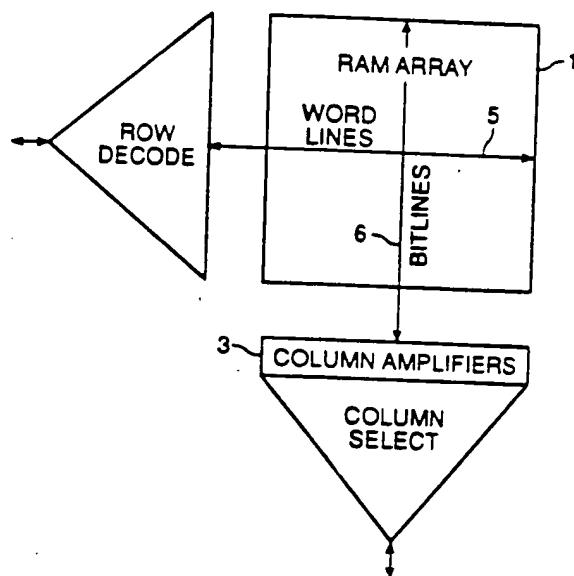 RAM ARRAY
1
ROW
DECODE
WORD
LINES
5
6
BITLINES
3
COLUMN AMPLIFIERS
COLUMN
SELECT